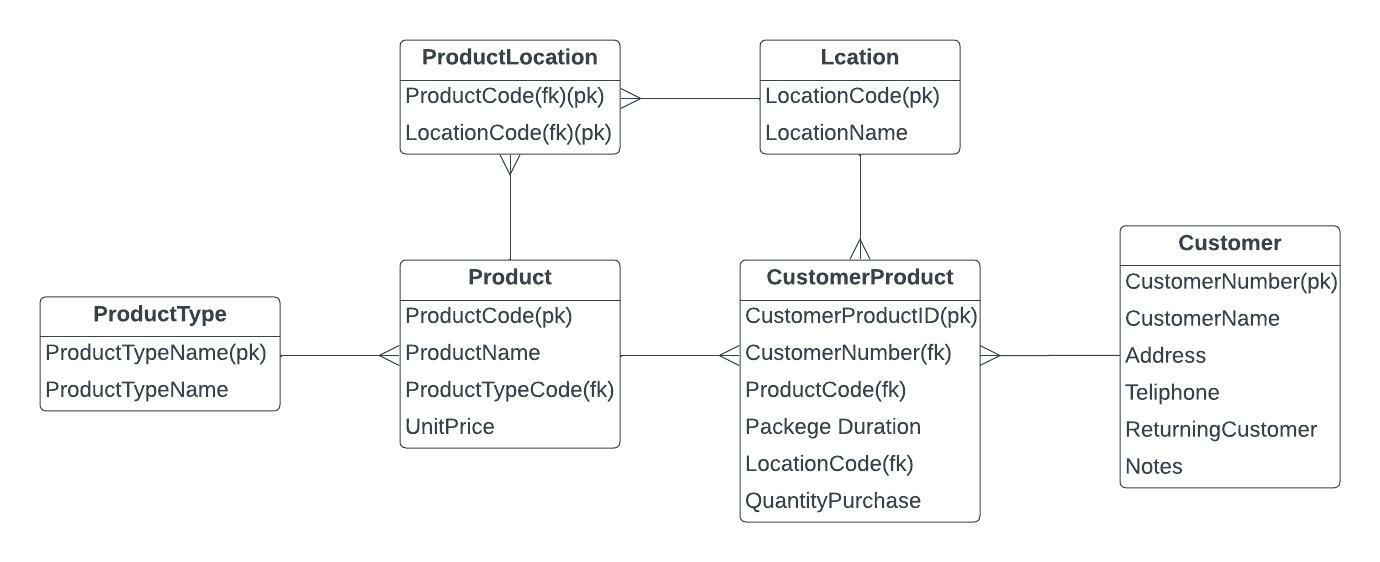 ProductLocation
ProductCode(fk)(pk)
LocationCode(fk)(pk)
Lcation
LocationCode(pk)
LocationName
ProductType
ProductTypeName(pk)
ProductTypeName
Product
ProductCode(pk)
ProductName
ProductTypeCode(fk)
UnitPrice
CustomerProduct
CustomerProductID(pk)
CustomerNumber(fk)
ProductCode(fk)
Packege Duration
LocationCode(fk)
QuantityPurchase
Customer
CustomerNumber(pk)
CustomerName
Address
Teliphone
ReturningCustomer
Notes